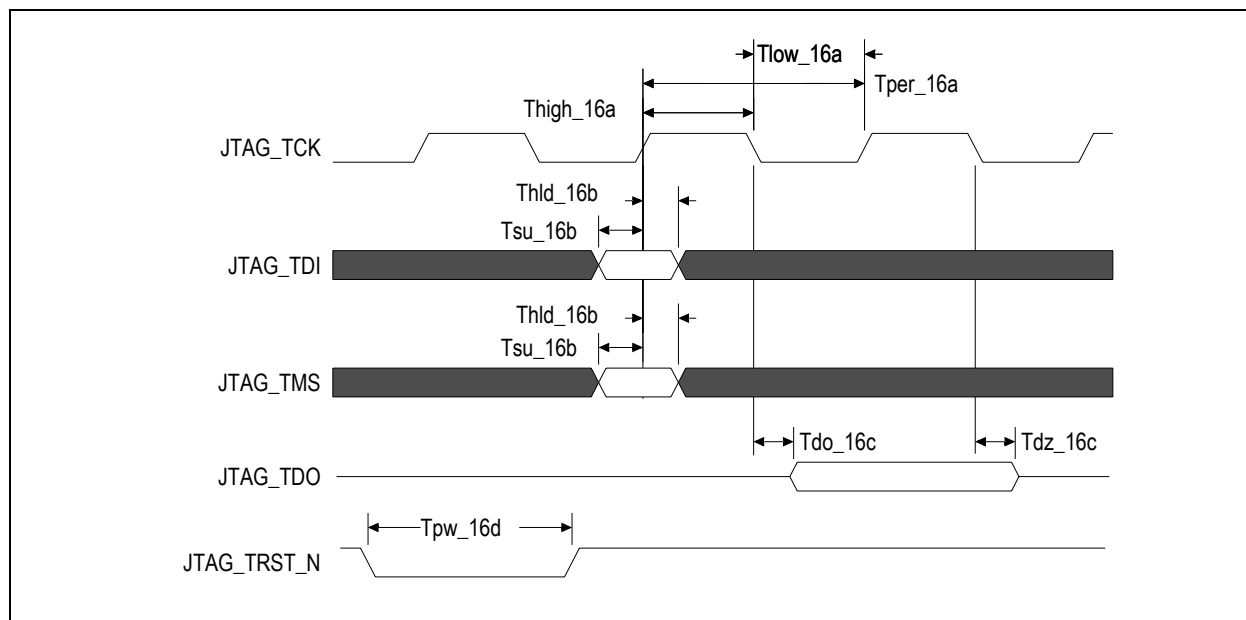 Tlow_16a
Tper_16a
Thigh_16a
JTAG_TCK
Thld_16b
Tsu_16b
JTAG_TDI
Thld_16b
Tsu_16b
JTAG_TMS
Tdo_16c
Tdz_16c
JTAG_TDO
Tpw_16d
JTAG_TRST_N